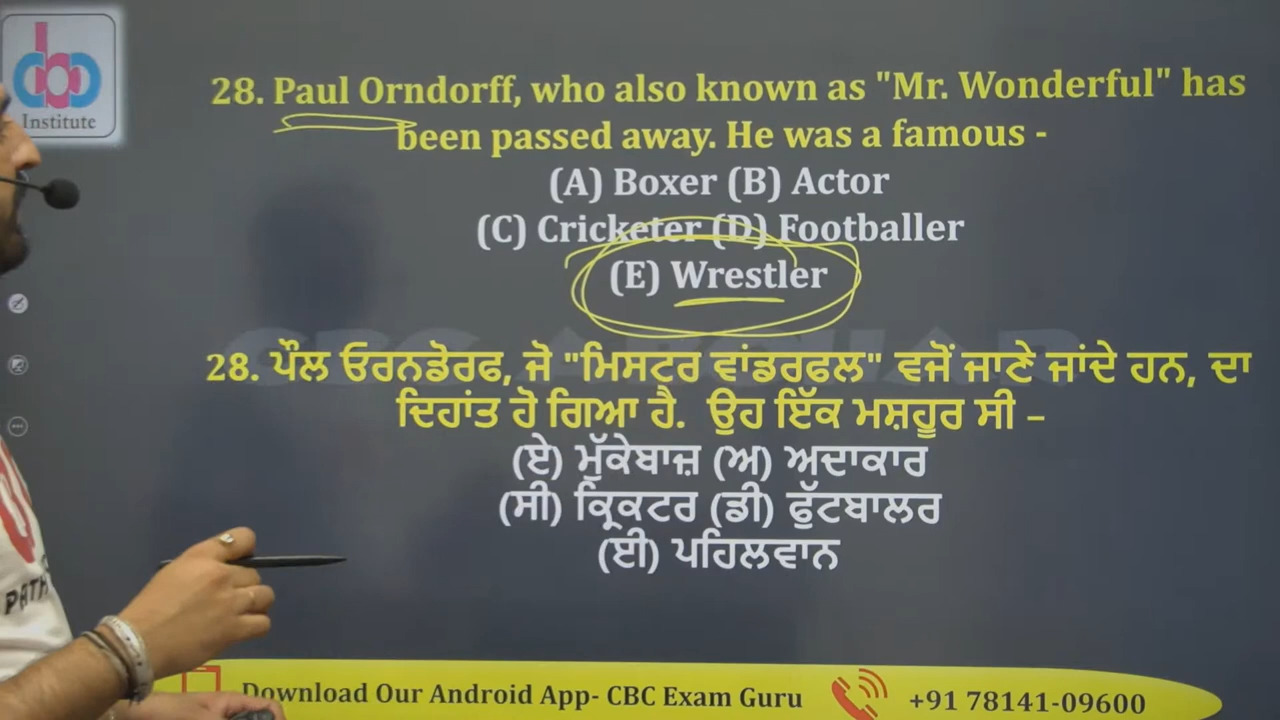 Institute
28. Paul Orndorff, who also known as "Mr. Wonderful" has
been passed away. He was a famous -
(A) Boxer (B) Actor
(C) Cricketer (D) Footballer
(E) Wrestler
28. ਪੌਲ ਓਰਨਡੋਰਫ, ਜੋ "ਮਿਸਟਰ ਵਾਂਡਰਫਲ" ਵਜੋਂ ਜਾਣੇ ਜਾਂਦੇ ਹਨ, ਦਾ
ਦਿਹਾਂਤ ਹੋ ਗਿਆ ਹੈ. ਉਹ ਇੱਕ ਮਸ਼ਹੂਰ ਸੀ –
(ਏ) ਮੁੱਕੇਬਾਜ਼ (ਅ) ਅਦਾਕਾਰ
(ਸੀ) ਕ੍ਰਿਕਟਰ (ਡੀ) ਫੁੱਟਬਾਲਰ
(ਈ) ਪਹਿਲਵਾਨ
Download Our Android App- CBC Exam Guru
+91 78141-09600